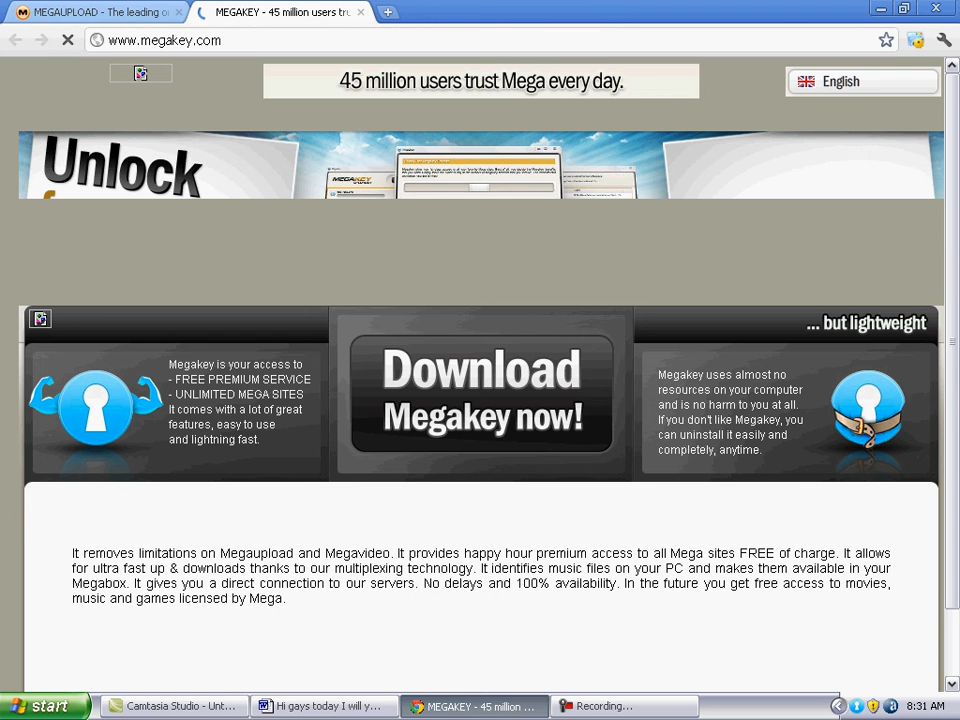 MEGAUPLOAD - The leading o
MEGAKEY - 45 million users tru
www.megakey.com
45 million users trust Mega every day.
English
Unlock
MEGAKEY
... but lightweight
Megakey is your access to
- FREE PREMIUM SERVICE
- UNLIMITED MEGA SITES
It comes with a lot of great
features, easy to use
and lightning fast.
Download
Megakey now!
Megakey uses almost no
resources on your computer
and is no harm to you at all.
If you don't like Megakey, you
can uninstall it easily and
completely, anytime.
It removes limitations on Megaupload and Megavideo. It provides happy hour premium access to all Mega sites FREE of charge. It allows
for ultra fast up & downloads thanks to our multiplexing technology. It identifies music files on your PC and makes them available in your
Megabox. It gives you a direct connection to our servers. No delays and 100% availability. In the future you get free access to movies,
music and games licensed by Mega.
start
Camtasia Studio - Unt...
Hi gays today I will y...
MEGAKEY - 45 million ...
Recording...
8:31 AM